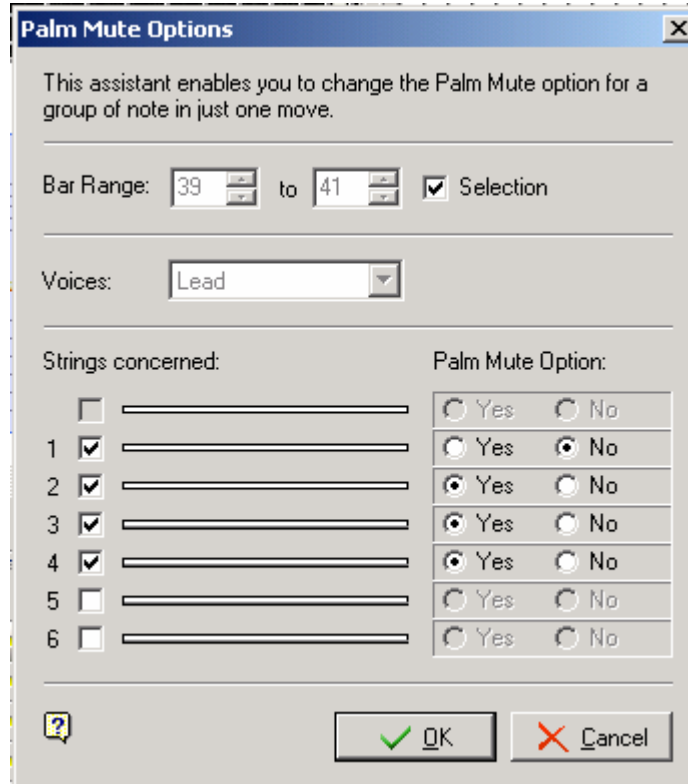 Palm Mute Options
This assistant enables you to change the Palm Mute option for a
group of note in just one move.
Bar Range: 39 to 41 Selection
Voices: Lead
Strings concerned: Palm Mute Option:
Yes No
1 Yes No
2 Yes No
3 Yes No
4 Yes No
5 Yes No
6 Yes No
? OK Cancel